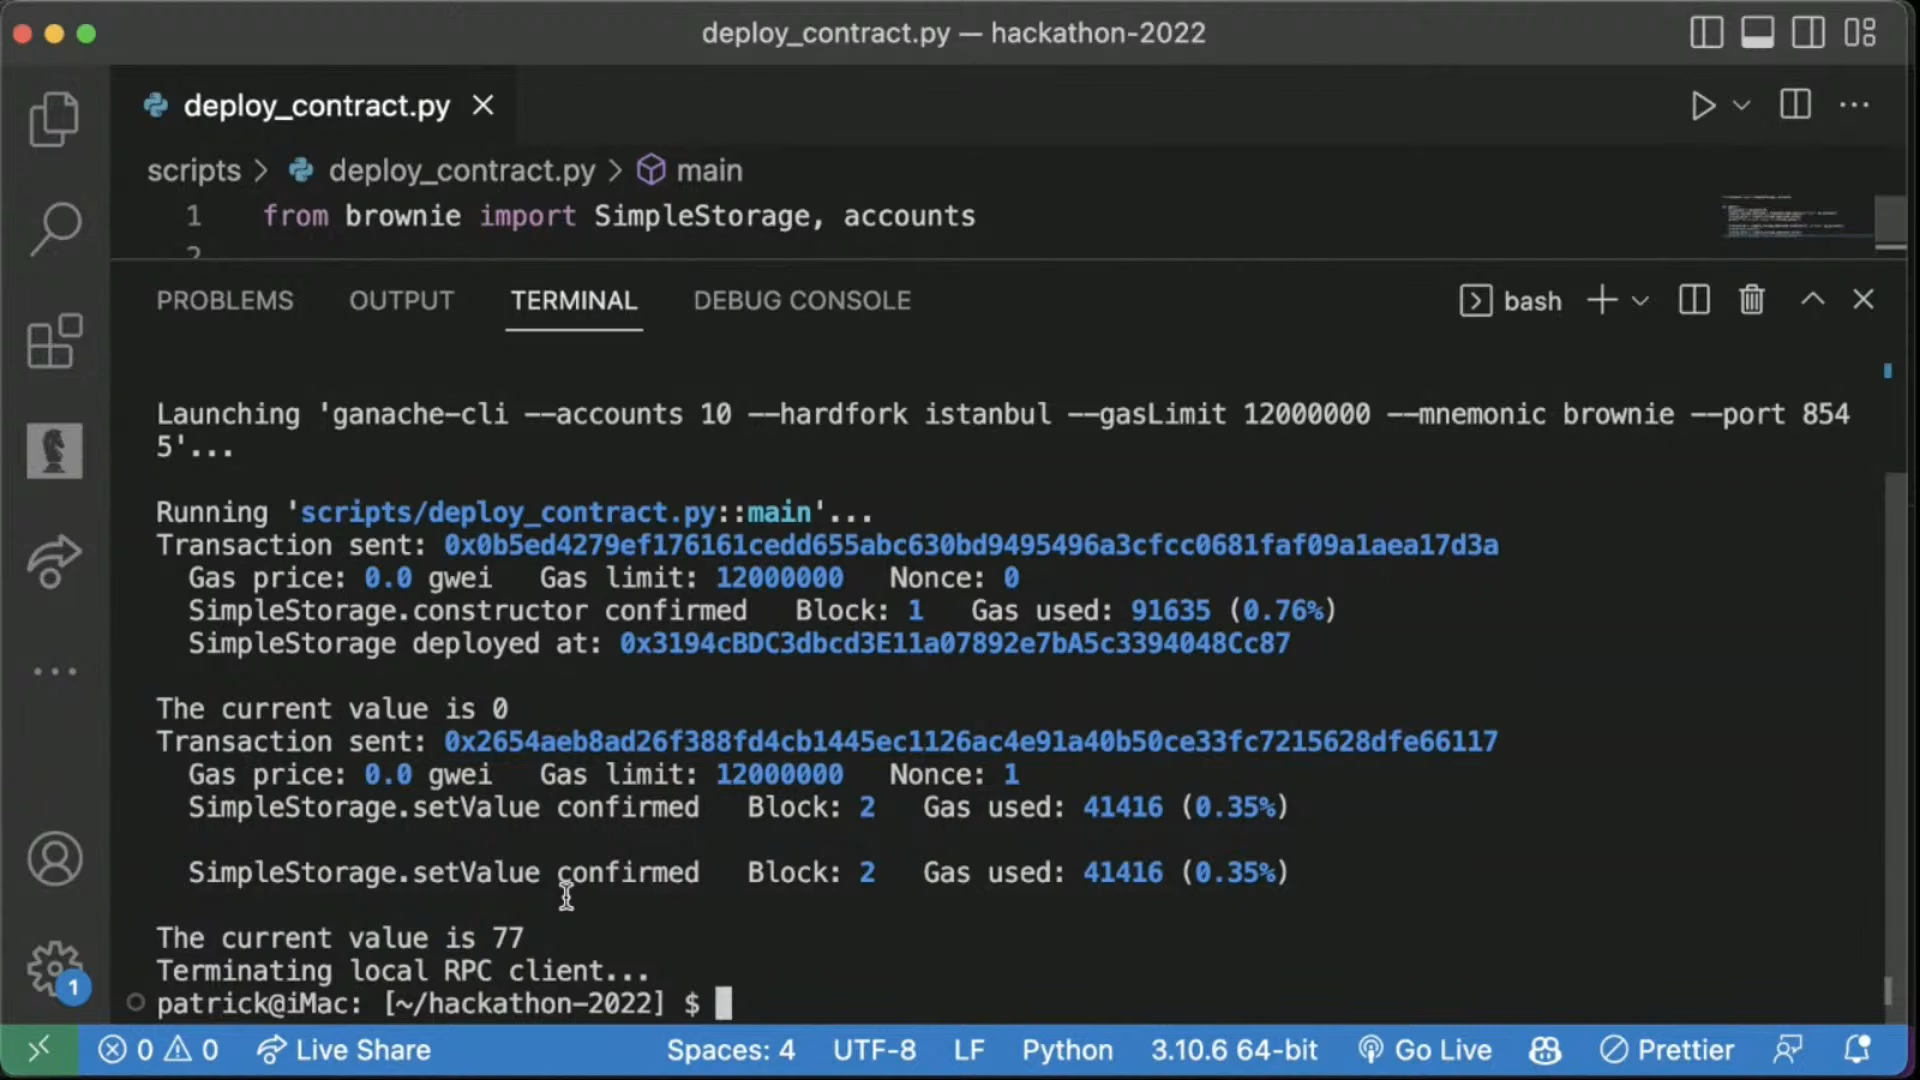 deploy_contract.py — hackathon-2022
deploy_contract.py
scripts > deploy_contract.py > main
1 from brownie import SimpleStorage, accounts
2
PROBLEMS OUTPUT TERMINAL DEBUG CONSOLE bash
Launching 'ganache-cli --accounts 10 --hardfork istanbul --gasLimit 12000000 --mnemonic brownie --port 854
5'...
Running 'scripts/deploy_contract.py::main'...
Transaction sent: 0x0b5ed4279ef176161cedd655abc630bd9495496a3cfcc0681faf09a1aea17d3a
Gas price: 0.0 gwei Gas limit: 12000000 Nonce: 0
SimpleStorage.constructor confirmed Block: 1 Gas used: 91635 (0.76%)
SimpleStorage deployed at: 0x3194cBDC3dbcd3E11a07892e7bA5c3394048Cc87
The current value is 0
Transaction sent: 0x2654aeb8ad26f388fd4cb1445ec1126ac4e91a40b50ce33fc7215628dfe66117
Gas price: 0.0 gwei Gas limit: 12000000 Nonce: 1
SimpleStorage.setValue confirmed Block: 2 Gas used: 41416 (0.35%)
SimpleStorage.setValue confirmed Block: 2 Gas used: 41416 (0.35%)
The current value is 77
Terminating local RPC client...
patrick@iMac: [~/hackathon-2022] $
1
0 0 Live Share Spaces: 4 UTF-8 LF Python 3.10.6 64-bit Go Live Prettier